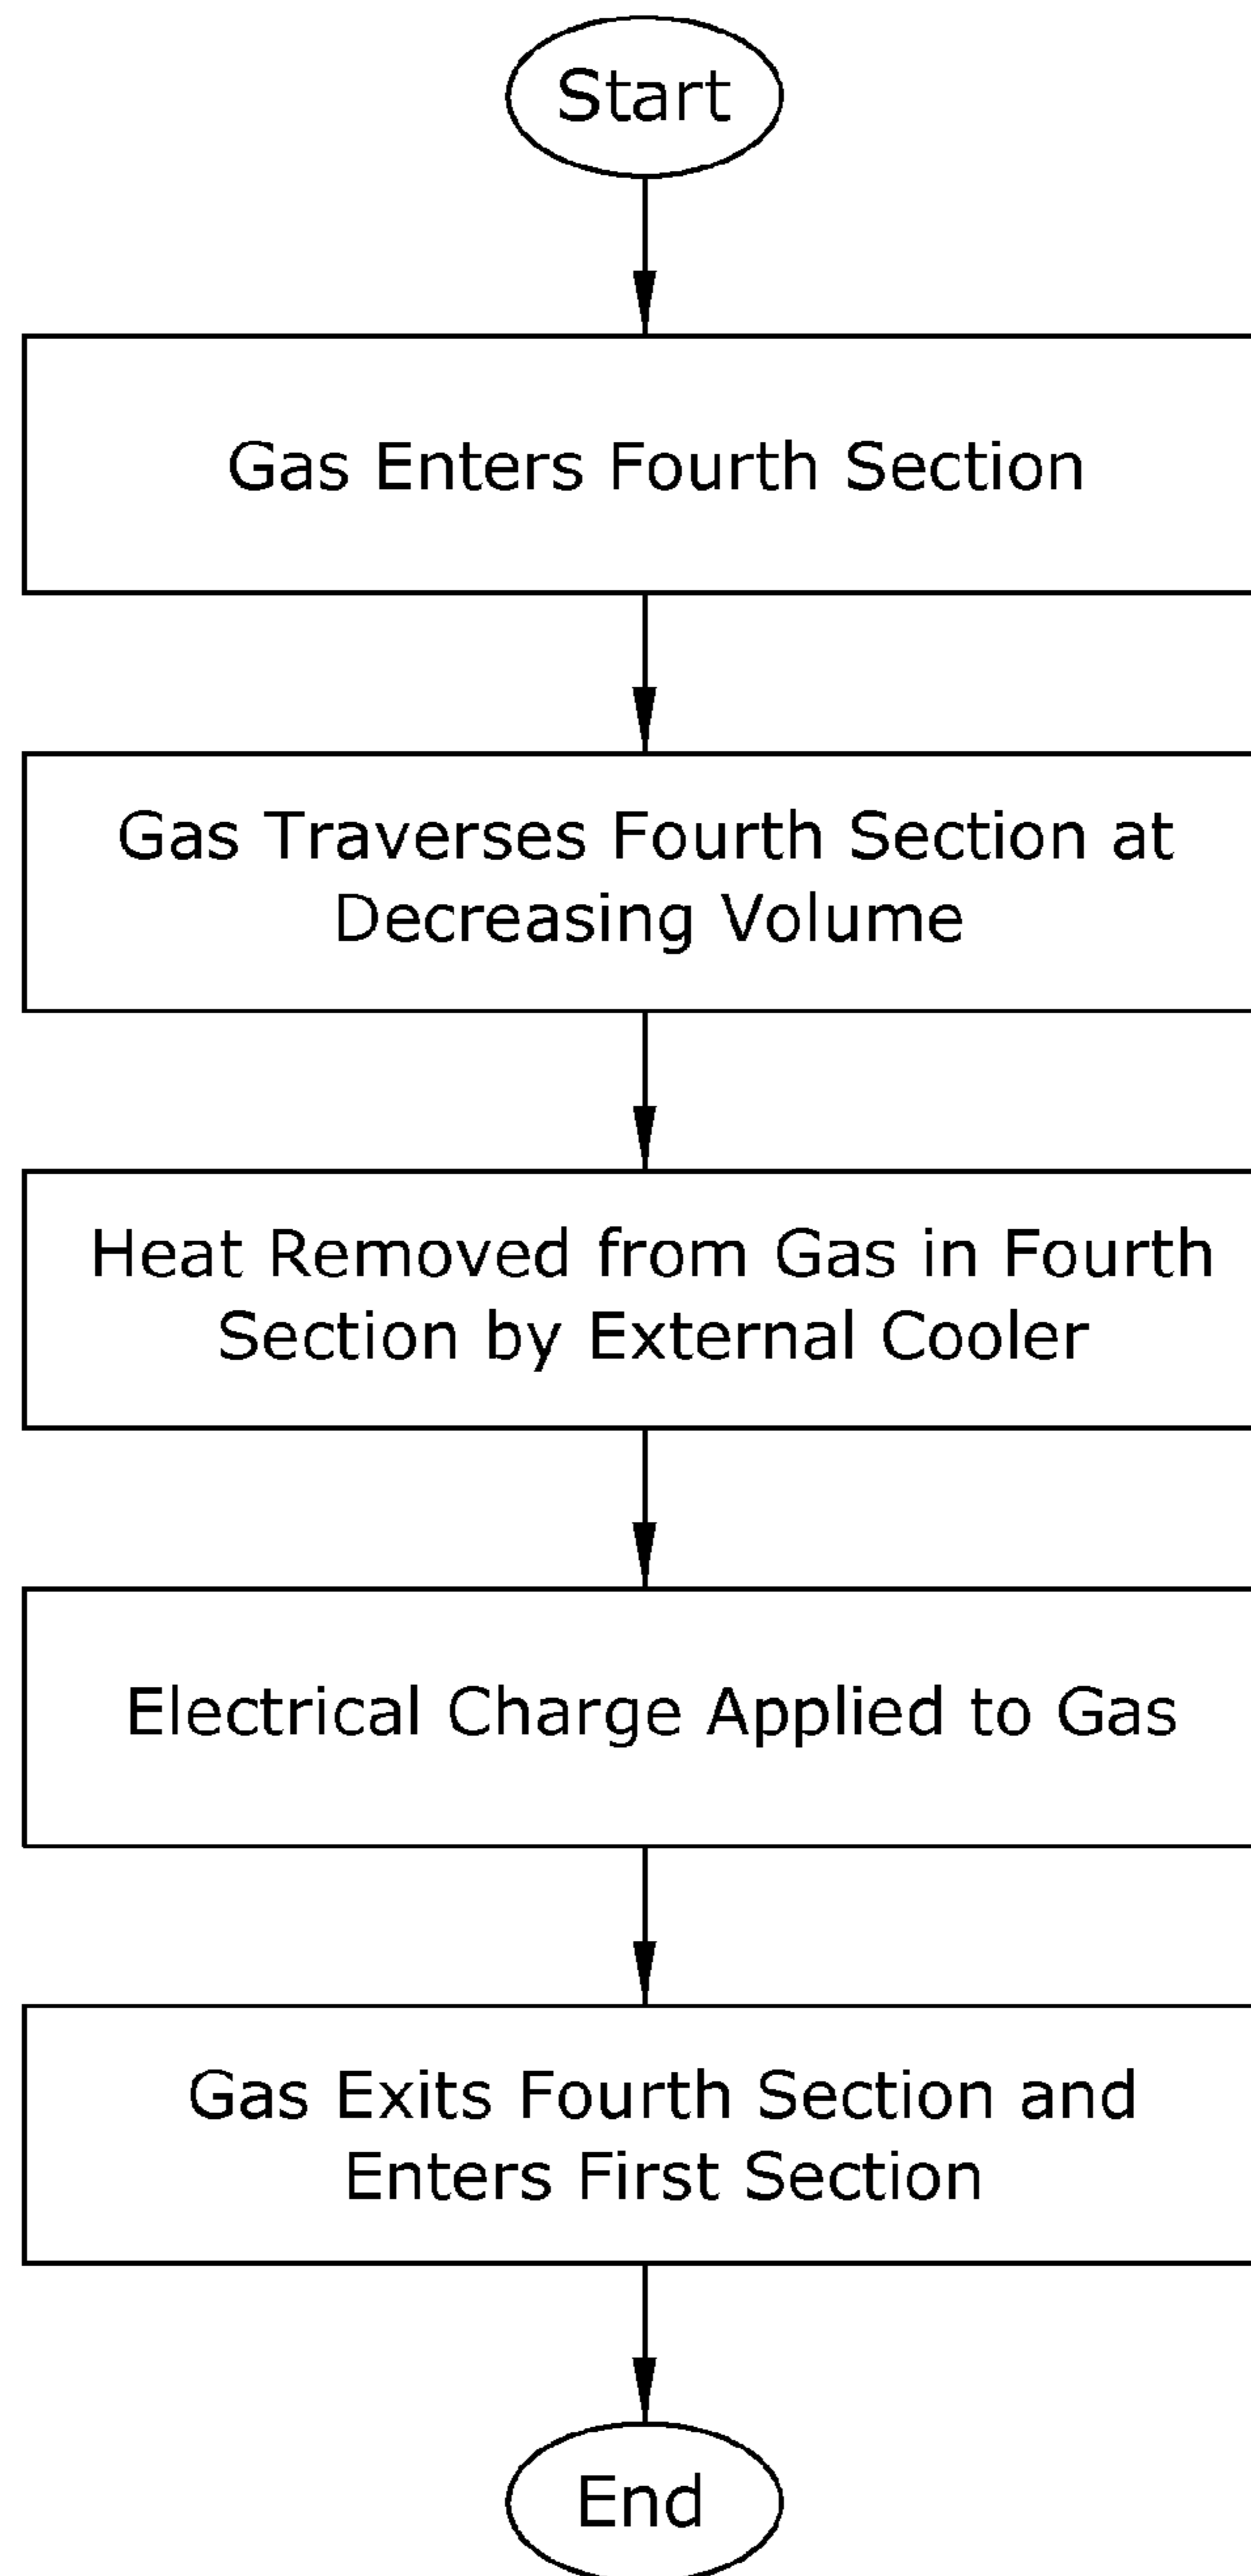 Start
Gas Enters Fourth Section
Gas Traverses Fourth Section at
Decreasing Volume
Heat Removed from Gas in Fourth
Section by External Cooler
Electrical Charge Applied to Gas
Gas Exits Fourth Section and
Enters First Section
End